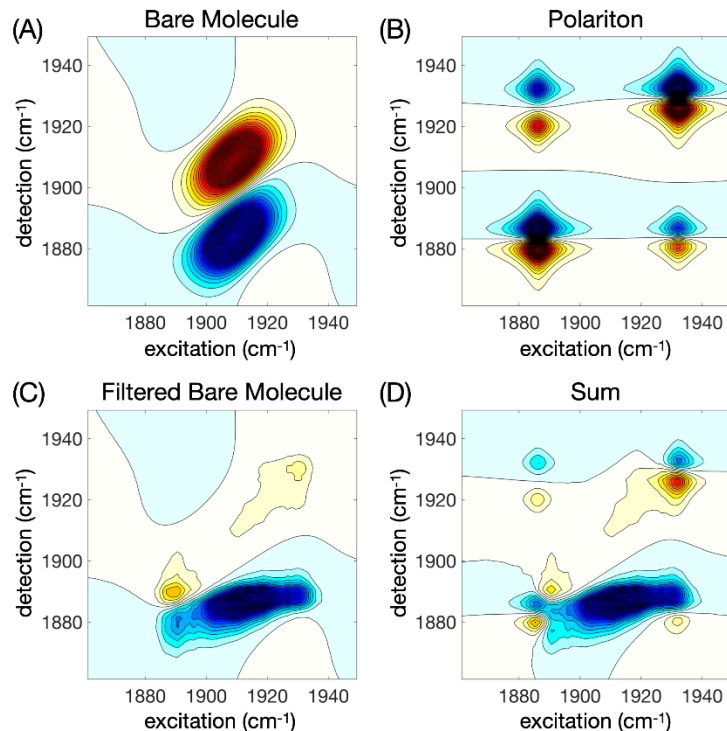 (A) Bare Molecule
(B) Polariton
detection (cm⁻¹)
1940
1920
1900
1880
1880 1900 1920 1940
excitation (cm⁻¹)
detection (cm⁻¹)
1940
1920
1900
1880
1880 1900 1920 1940
excitation (cm⁻¹)
(C) Filtered Bare Molecule
(D) Sum
detection (cm⁻¹)
1940
1920
1900
1880
1880 1900 1920 1940
excitation (cm⁻¹)
detection (cm⁻¹)
1940
1920
1900
1880
1880 1900 1920 1940
excitation (cm⁻¹)